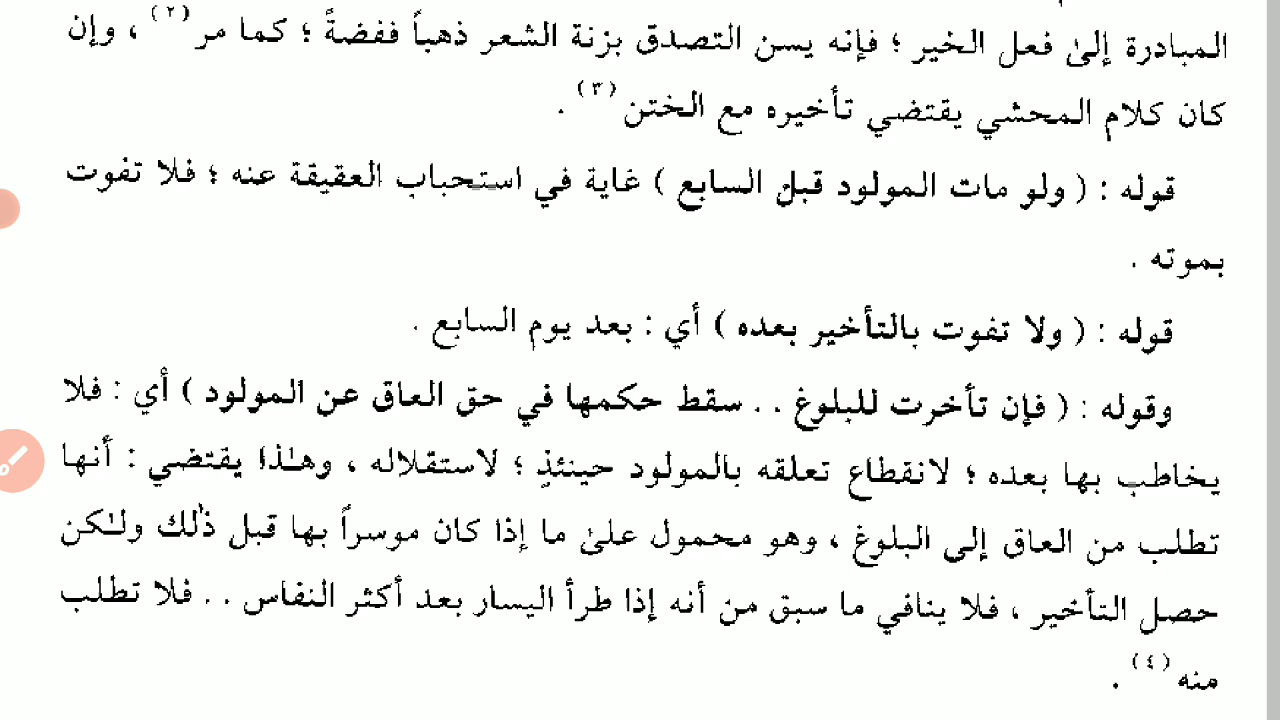 المبادرة إلىٰ فعل الخير ؛ فإنه يسن التصدق بزنة الشعر ذهباً ففضةً ؛ كما مر(٢) ، وإن
كان كلام المحشي يقتضي تأخيره مع الختن(٣) .
قوله : ( ولو مات المولود قبل السابع ) غاية في استحباب العقيقة عنه ؛ فلا تفوت
بموته .
قوله : ( ولا تفوت بالتأخير بعده ) أي : بعد يوم السابع .
وقوله : ( فإن تأخرت للبلوغ . . سقط حكمها في حق العاق عن المولود ) أي : فلا
يخاطب بها بعده ؛ لانقطاع تعلقه بالمولود حينئذٍ ؛ لاستقلاله ، وهـٰذا يقتضي : أنها
تطلب من العاق إلى البلوغ ، وهو محمول علىٰ ما إذا كان موسراً بها قبل ذٰلك ولـٰكن
حصل التأخير ، فلا ينافي ما سبق من أنه إذا طرأ اليسار بعد أكثر النفاس . . فلا تطلب
منه(٤) .